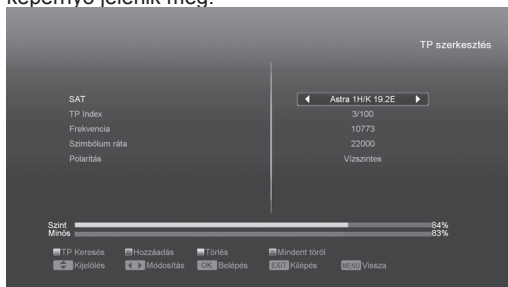 képernyő jelenik meg.
TP szerkesztés
SAT Astra 1H/K 19.2E
TP Index 3/100
Frekvencia 10773
Szimbólum ráta 22000
Polaritás Vízszintes
Szint 84%
Minős 83%
TP Keresés Hozzáadás Törlés Mindent töröl
Kijelölés Módosítás OK Belépés EXIT Kilépés MENU Vissza